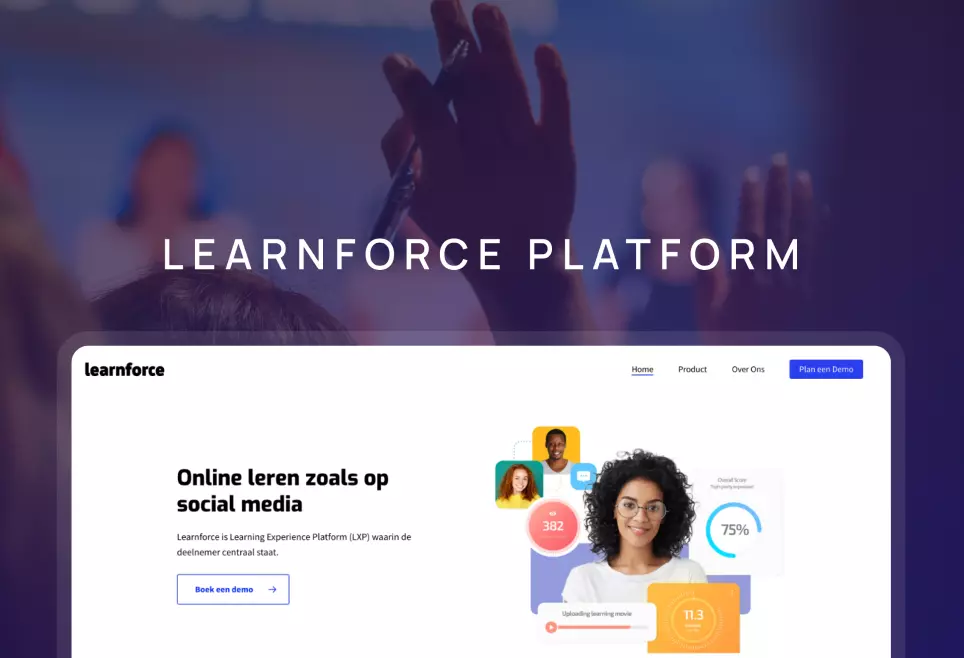 LEARNFORCE PLATFORM
learnforce
Home
Product
Over Ons
Plan een Demo
Online leren zoals op
social media
Learnforce is Learning Experience Platform (LXP) waarin de
deelnemer centraal staat.
Boek een demo
382
Overall Score
75%
Uploading learning movie
11.3